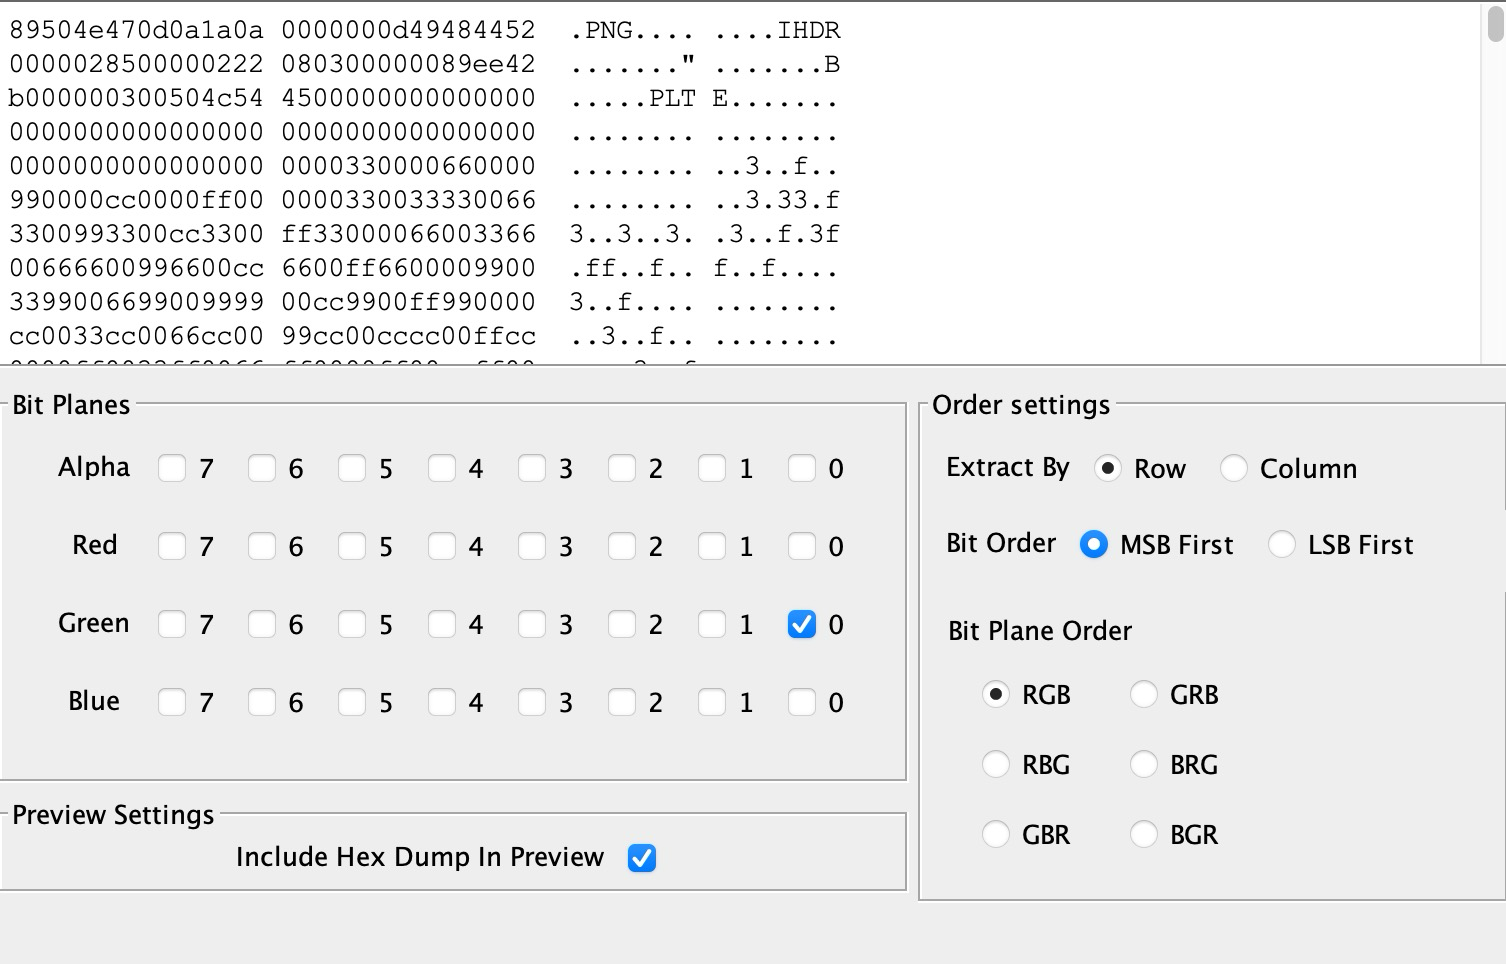 89504e470d0a1a0a 0000000d49484452 .PNG.... ....IHDR
0000028500000222 080300000089ee42 ......." .......B
b000000300504c54 4500000000000000 .....PLT E.......
0000000000000000 0000000000000000 ........ ........
0000000000000000 0000330000660000 ........ ..3..f..
990000cc0000ff00 0000330033330066 ........ ..3.33.f
3300993300cc3300 ff33000066003366 3..3..3. .3..f.3f
00666600996600cc 6600ff6600009900 .ff..f.. f..f....
3399006699009999 00cc9900ff990000 3..f.... ........
cc0033cc0066cc00 99cc00cccc00ffcc ..3..f.. ........
Bit Planes
Alpha 7 6 5 4 3 2 1 0
Red 7 6 5 4 3 2 1 0
Green 7 6 5 4 3 2 1 0
Blue 7 6 5 4 3 2 1 0
Preview Settings
Include Hex Dump In Preview
Order settings
Extract By Row Column
Bit Order MSB First LSB First
Bit Plane Order
RGB GRB
RBG BRG
GBR BGR